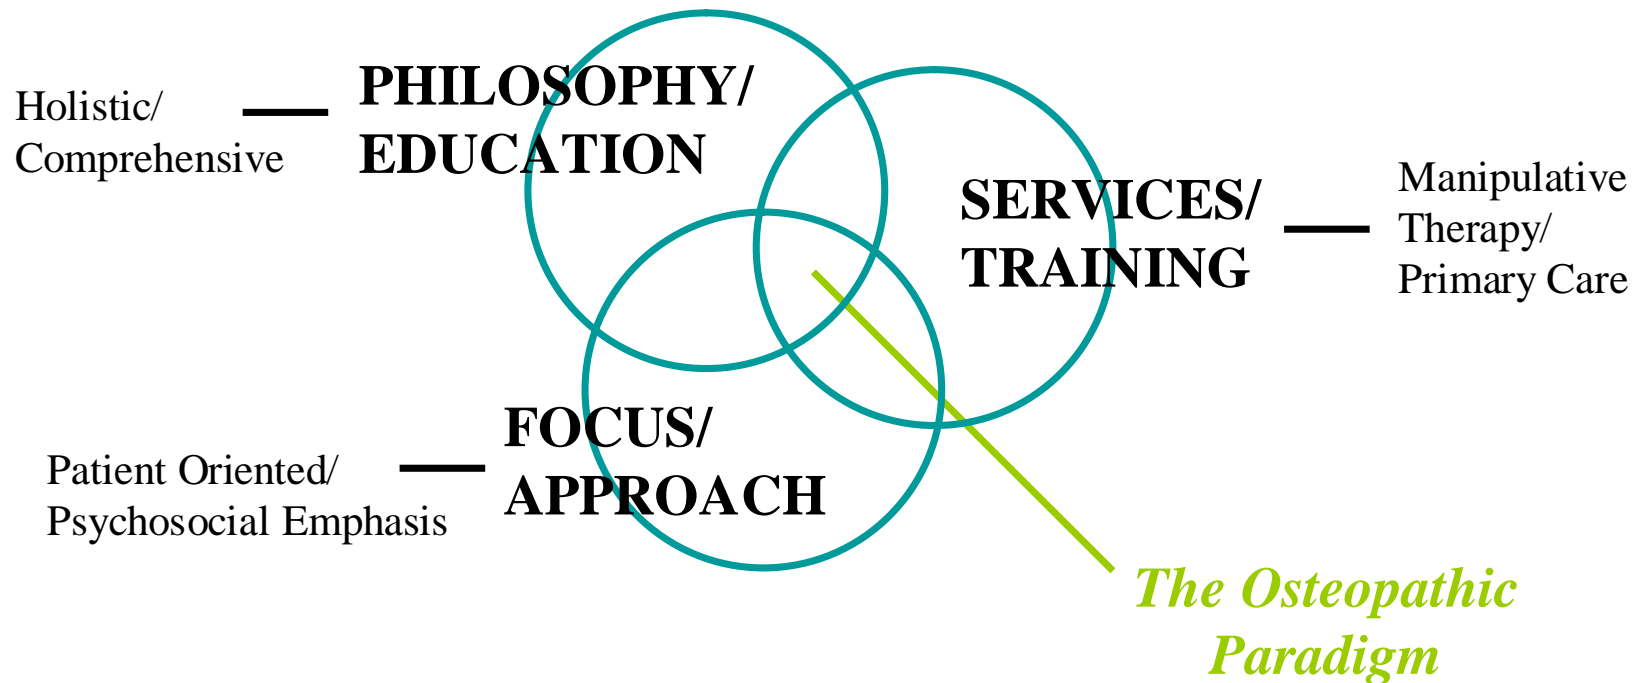 Holistic/
Comprehensive
PHILOSOPHY/
EDUCATION
SERVICES/
TRAINING
Manipulative
Therapy/
Primary Care
Patient Oriented/
Psychosocial Emphasis
FOCUS/
APPROACH
The Osteopathic
Paradigm